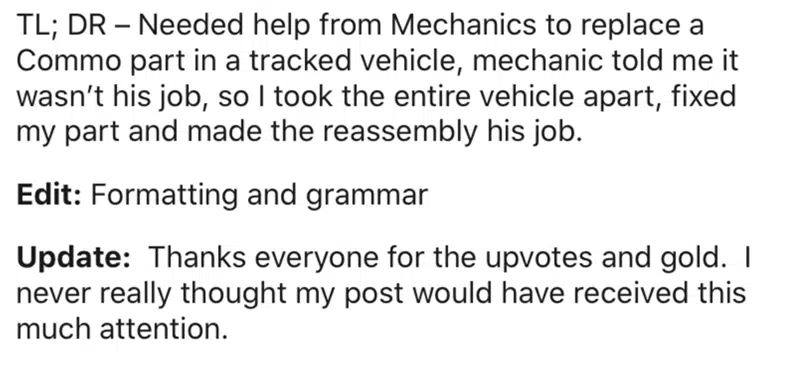 TL; DR – Needed help from Mechanics to replace a
Commo part in a tracked vehicle, mechanic told me it
wasn’t his job, so I took the entire vehicle apart, fixed
my part and made the reassembly his job.
Edit: Formatting and grammar
Update:  Thanks everyone for the upvotes and gold.  I
never really thought my post would have received this
much attention.